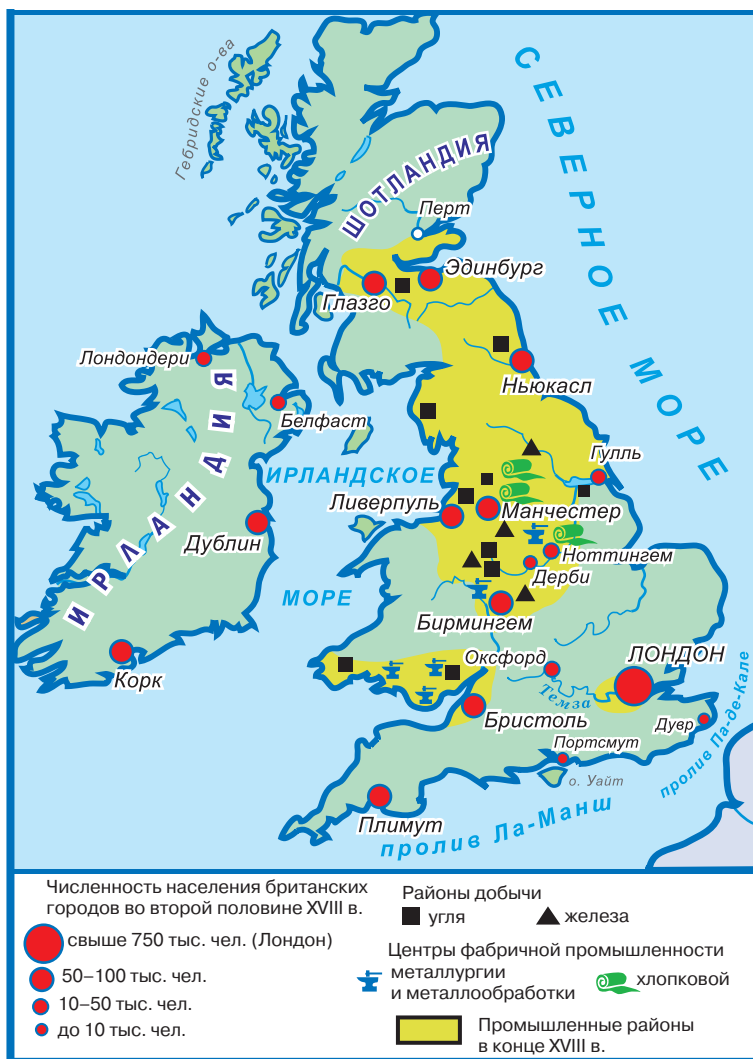 СЕВЕРНОЕ МОРЕ
Гебридские о-ва
ШОТЛАНДИЯ
Перт
Эдинбург
Глазго
Лондондери
Ньюкасл
ИРЛАНДИЯ
Белфаст
Гулль
ИРЛАНДСКОЕ
МОРЕ
Ливерпуль
Манчестер
Дублин
Ноттингем
Дерби
Бирмингем
Оксфорд
ЛОНДОН
Корк
Темза
Бристоль
Дувр
Портсмут
пролив Па-де-Кале
о. Уайт
Плимут
пролив Ла-Манш
Численность населения британских
городов во второй половине XVIII в.
свыше 750 тыс. чел. (Лондон)
50–100 тыс. чел.
10–50 тыс. чел.
до 10 тыс. чел.
Районы добычи
угля
железа
Центры фабричной промышленности
металлургии
и металлообработки
хлопковой
Промышленные районы
в конце XVIII в.